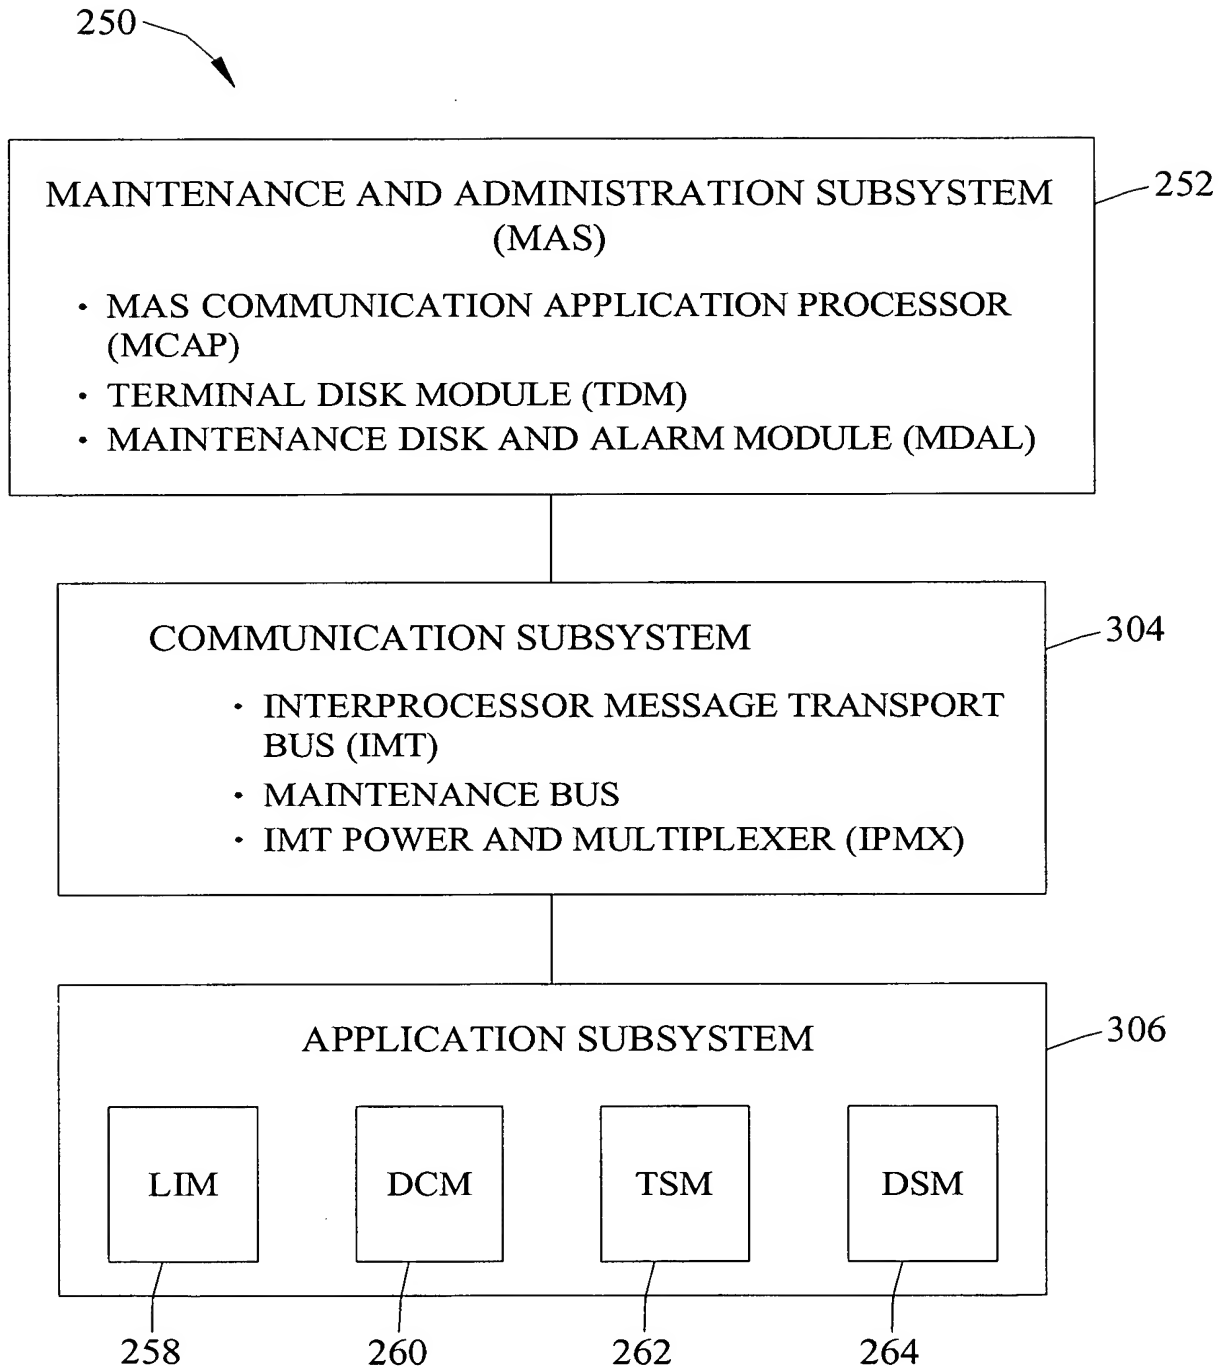 250
MAINTENANCE AND ADMINISTRATION SUBSYSTEM
(MAS)
252
· MAS COMMUNICATION APPLICATION PROCESSOR
(MCAP)
· TERMINAL DISK MODULE (TDM)
· MAINTENANCE DISK AND ALARM MODULE (MDAL)
COMMUNICATION SUBSYSTEM
304
· INTERPROCESSOR MESSAGE TRANSPORT
BUS (IMT)
· MAINTENANCE BUS
· IMT POWER AND MULTIPLEXER (IPMX)
APPLICATION SUBSYSTEM
306
LIM
DCM
TSM
DSM
258
260
262
264